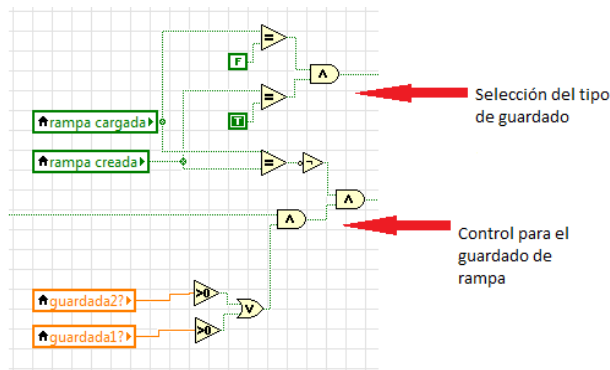 =
F
∧
=
T
Selección del tipo
de guardado
rampa cargada
rampa creada
=
¬
∧
∧
Control para el
guardado de
rampa
guardada2?
>0
∨
guardada1?
>0